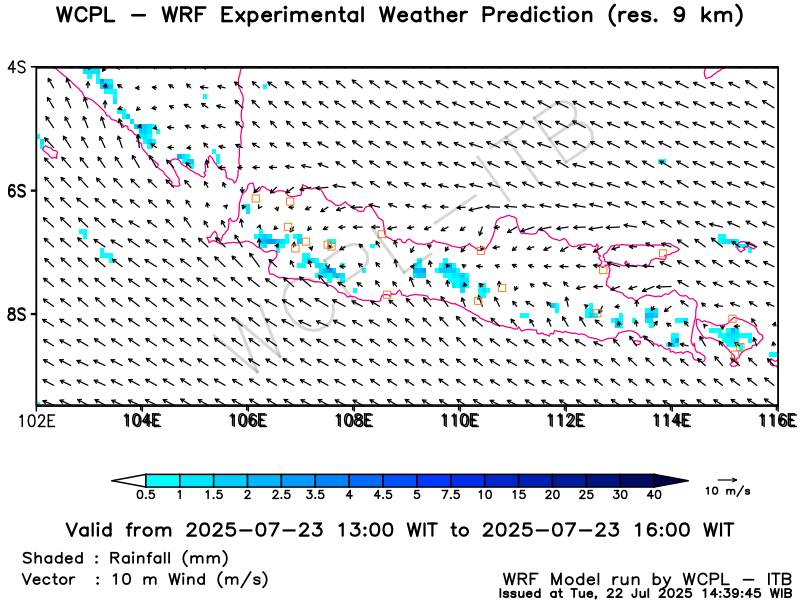 WCPL – WRF Experimental Weather Prediction (res. 9 km)
4S
6S
8S
WCPL–ITB
102E 104E 106E 108E 110E 112E 114E 116E
0.5 1 1.5 2 2.5 3.5 4 4.5 5 7.5 10 15 20 25 30 40
10 m/s
Valid from 2025-07-23 13:00 WIT to 2025-07-23 16:00 WIT
Shaded : Rainfall (mm)
Vector : 10 m Wind (m/s)
WRF Model run by WCPL – ITB
Issued at Tue, 22 Jul 2025 14:39:45 WIB